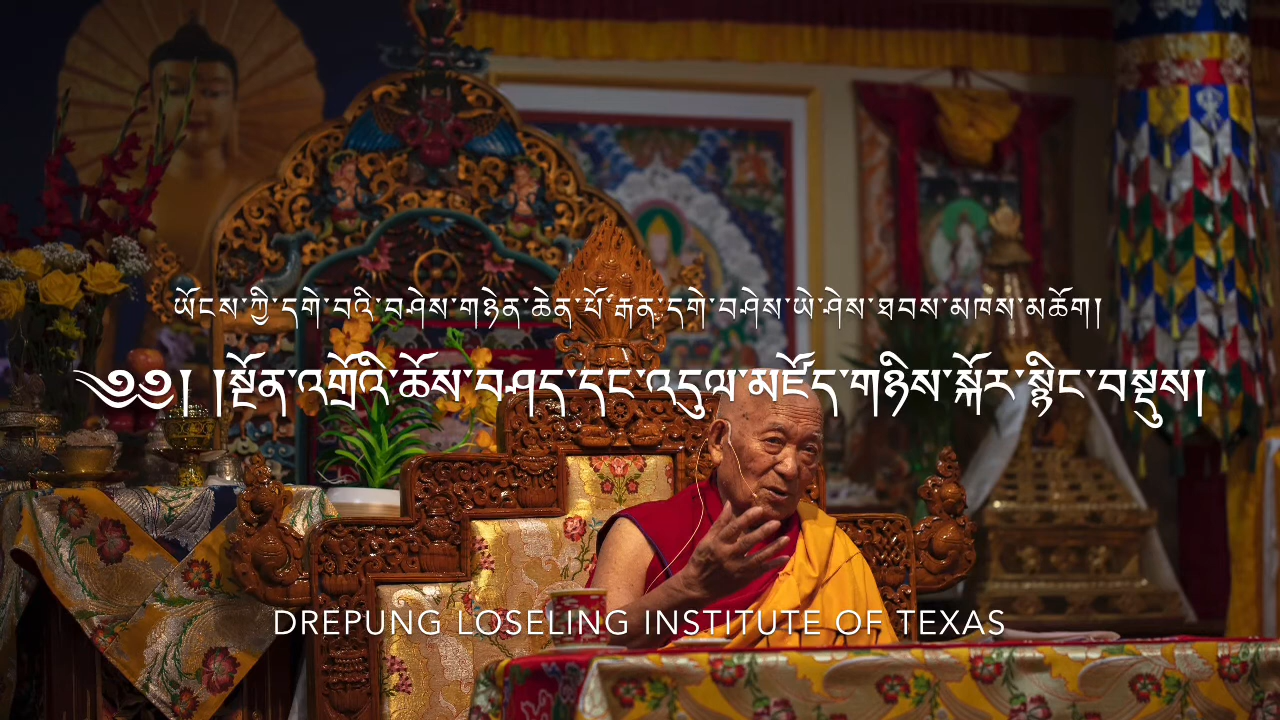 ཡོངས་ཀྱི་དགེ་བའི་བཤེས་གཉེན་ཆེན་པོ་རྒན་དགེ་བཤེས་ཡེ་ཤེས་ཐབས་མཁས་མཆོག།
༄༅། །སྔོན་འགྲོའི་ཆོས་བཤད་དང་འདུལ་མཛོད་གཉིས་སྐོར་སྙིང་བསྡུས།
DREPUNG LOSELING INSTITUTE OF TEXAS